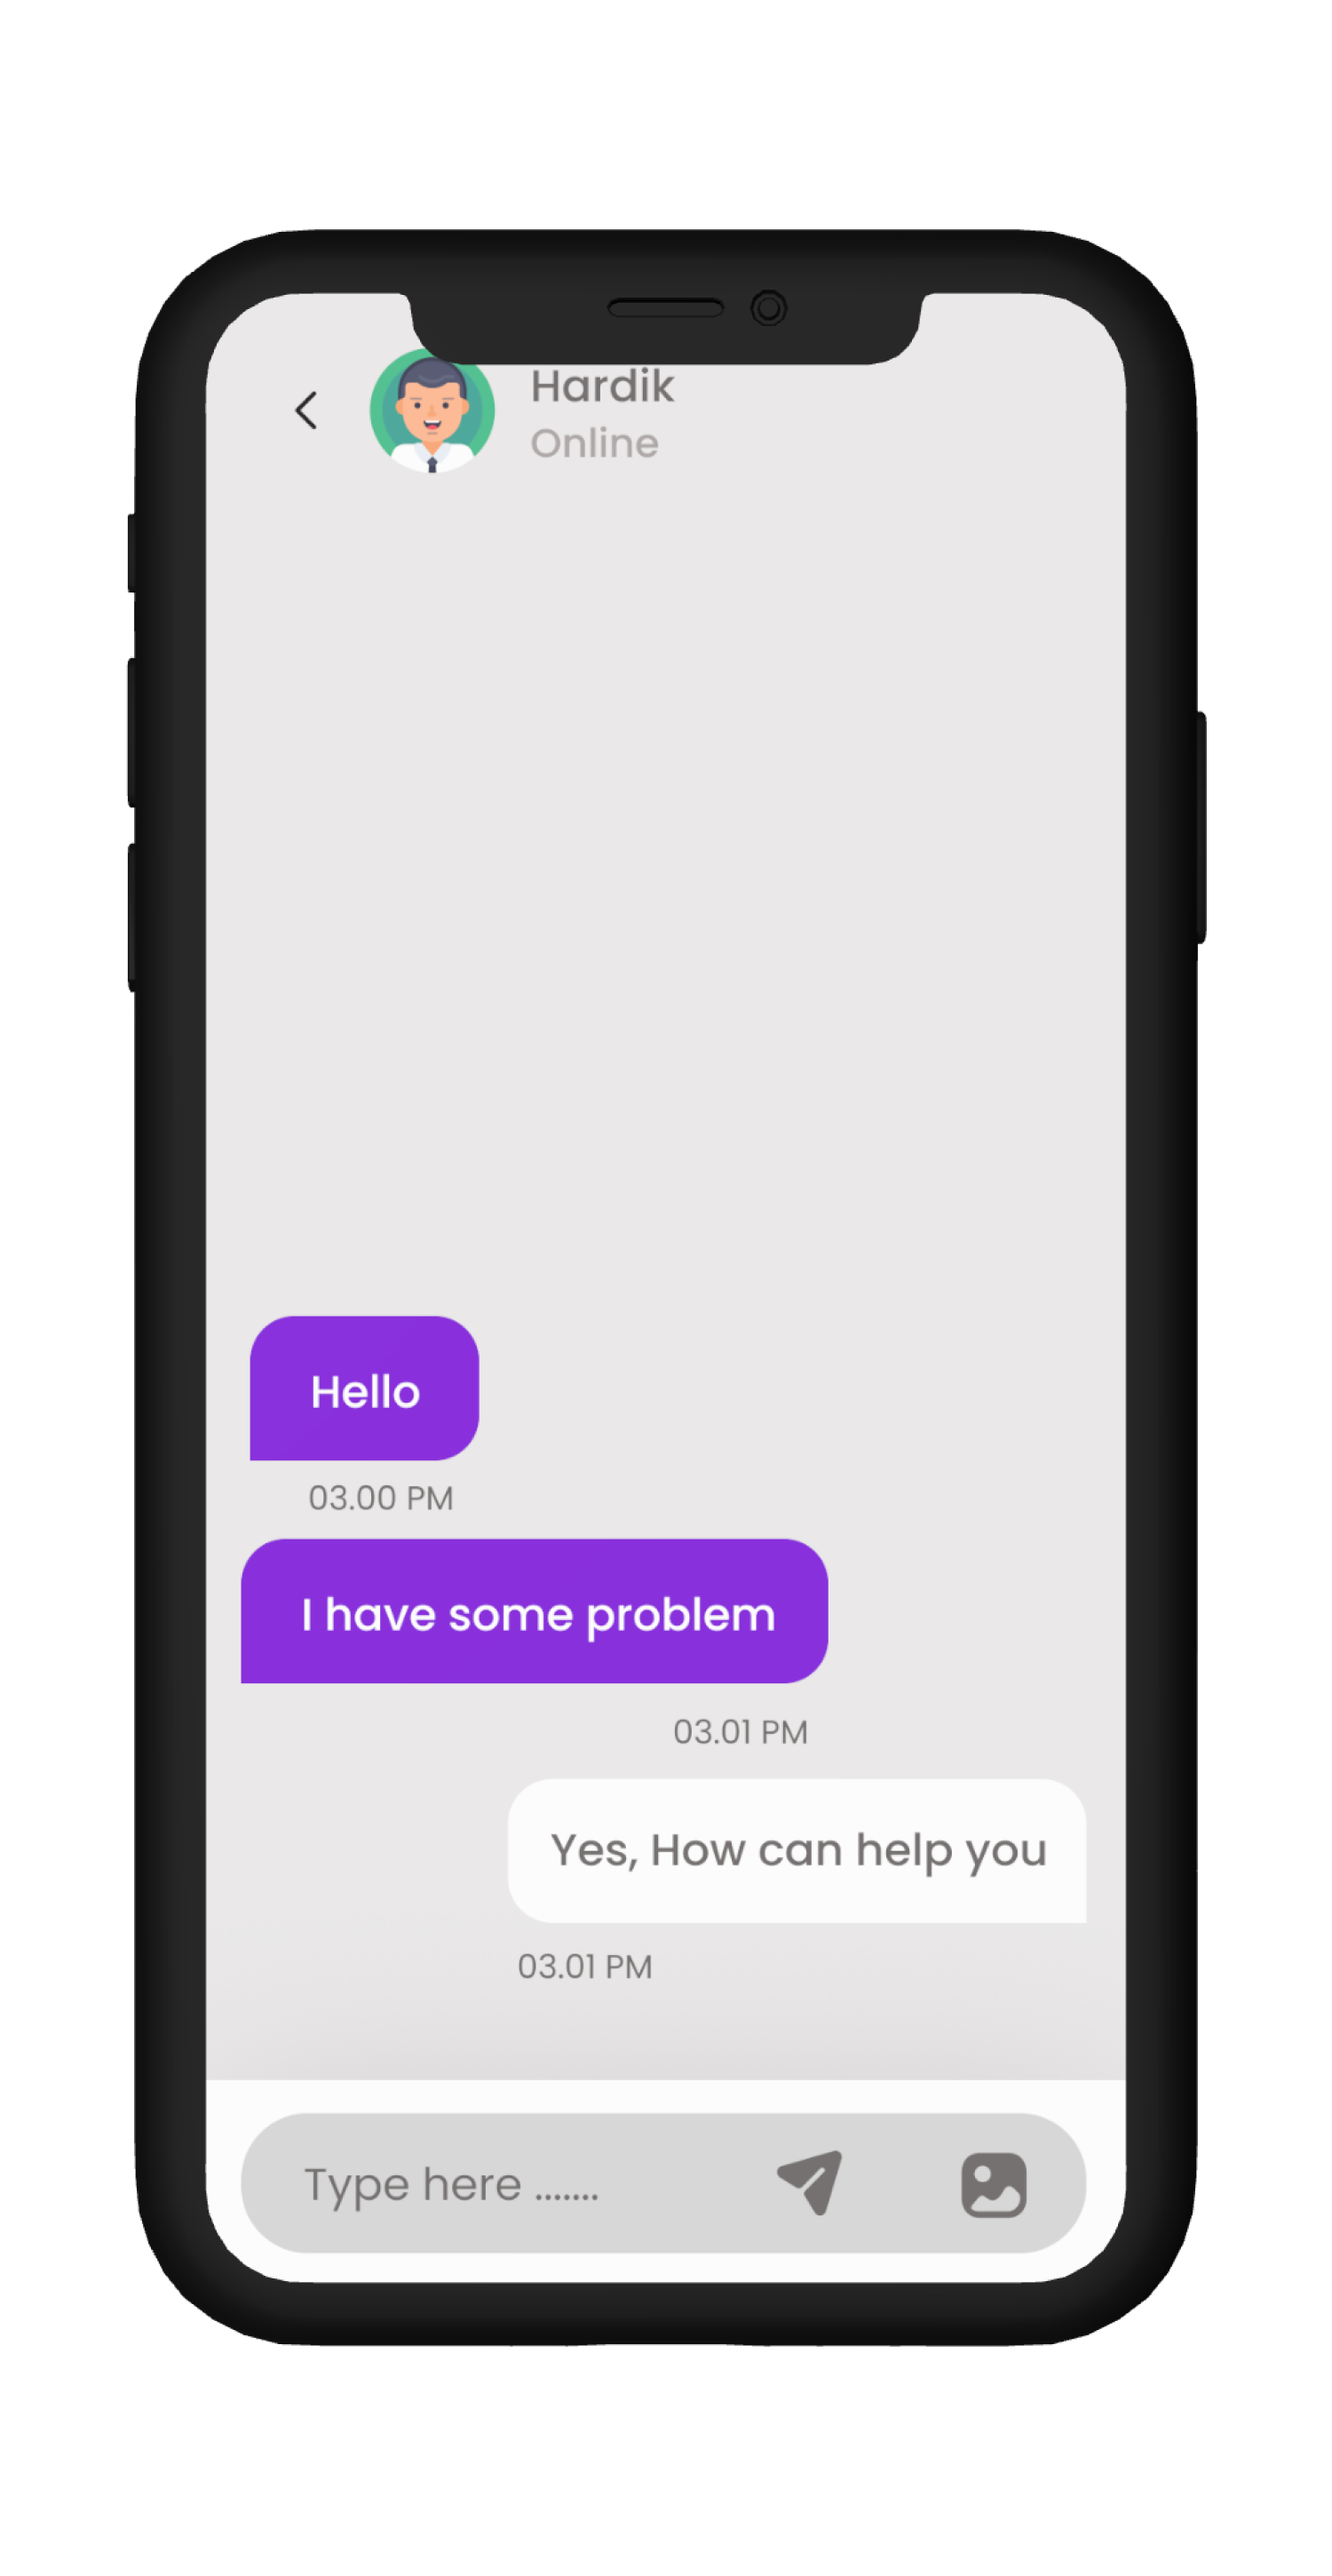 Hardik
Online
Hello
03.00 PM
I have some problem
03.01 PM
Yes, How can help you
03.01 PM
Type here .......